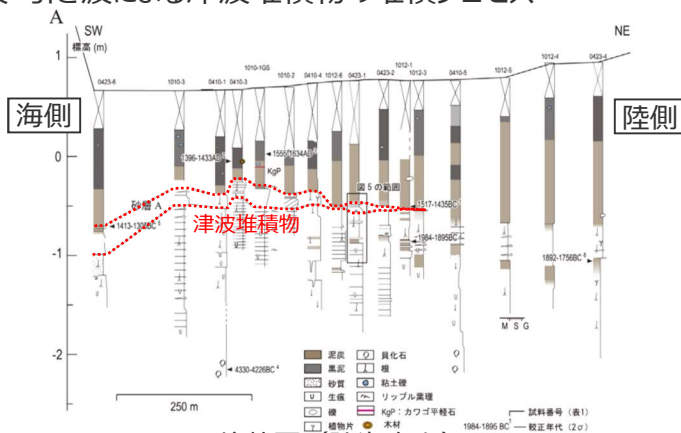 A
SW
NE
標高 (m)
1
0
-1
-2
海側
陸側
0423-6
1010-3
0410-1
0410-3
1010-1GS
1010-2
0410-4
1012-6
0423-1
0423-2
1012-1
1012-3
0410-5
1012-5
1012-4
0423-4
1396-1433AD
1555-1634AD
KgP
図 5 の範囲
砂層 A
津波堆積物
1517-1435BC
1984-1895BC
1892-1756BC
4330-4226BC
M S G
250 m
泥炭
黒泥
砂質
生痕
礫
植物片
貝化石
根
粘土礫
リップル葉理
KgP：カワゴ平軽石
木材
試料番号（表1）
1984-1895 BC
較正年代（2σ）